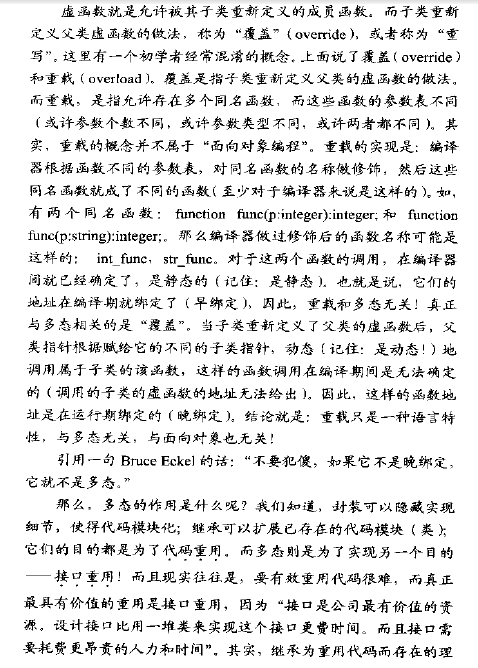 虚函数就是允许被其子类重新定义的成员函数。而子类重新
定义父类虚函数的做法，称为“覆盖”（override），或者称为“重
写”。这里有一个初学者经常混淆的概念。上面说了覆盖（override）
和重载（overload）。覆盖是指子类重新定义父类的虚函数的做法。
而重载，是指允许存在多个同名函数，而这些函数的参数表不同
（或许参数个数不同，或许参数类型不同，或许两者都不同）。其
实，重载的概念并不属于“面向对象编程”。重载的实现是：编译
器根据函数不同的参数表，对同名函数的名称做修饰，然后这些
同名函数就成了不同的函数（至少对于编译器来说是这样的）。如，
有两个同名函数：function func(p:integer):integer;和 function
func(p:string):integer;。那么编译器做过修饰后的函数名称可能是
这样的：int_func，str_func。对于这两个函数的调用，在编译器
间就已经确定了，是静态的（记住：是静态）。也就是说，它们的
地址在编译期就绑定了（早绑定），因此，重载和多态无关！真正
与多态相关的是“覆盖”。当子类重新定义了父类的虚函数后，父
类指针根据赋给它的不同的子类指针，动态（记住：是动态！）地
调用属于子类的该函数，这样的函数调用在编译期间是无法确定
的（调用的子类的虚函数的地址无法给出）。因此，这样的函数地
址是在运行期绑定的（晚绑定）。结论就是：重载只是一种语言特
性，与多态无关，与面向对象也无关！
引用一句 Bruce Eckel 的话：“不要犯傻，如果它不是晚绑定，
它就不是多态。”
那么，多态的作用是什么呢？我们知道，封装可以隐藏实现
细节，使得代码模块化；继承可以扩展已存在的代码模块（类）；
它们的目的都是为了代码重用。而多态则是为了实现另一个目的
——接口重用！而且现实往往是，要有效重用代码很难，而真正
最具有价值的重用是接口重用，因为“接口是公司最有价值的资
源。设计接口比用一堆类来实现这个接口更费时间。而且接口需
要耗费更昂贵的人力和时间”。其实，继承为重用代码而存在的理